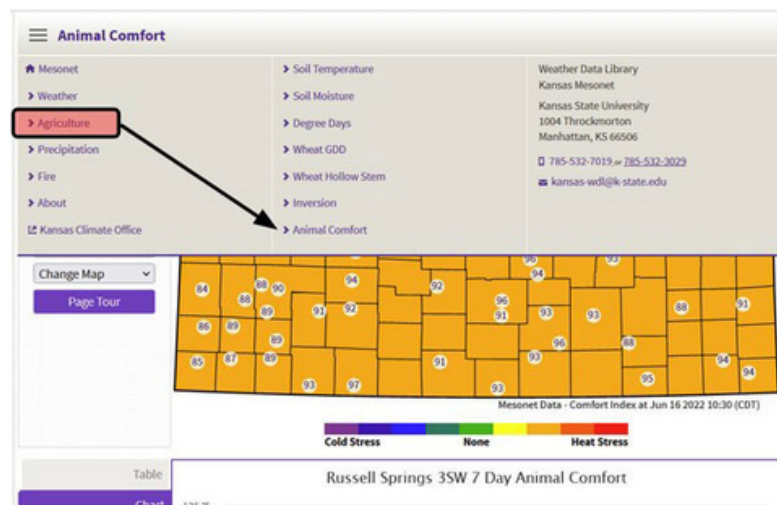 Animal Comfort
Mesonet
Weather
Agriculture
Precipitation
Fire
About
Kansas Climate Office
Soil Temperature
Soil Moisture
Degree Days
Wheat GDD
Wheat Hollow Stem
Inversion
Animal Comfort
Weather Data Library
Kansas Mesonet
Kansas State University
1004 Throckmorton
Manhattan, KS 66506
785-532-7019 or 785-532-3029
kansas-wdl@k-state.edu
Change Map
Page Tour
96 93
94
84 88 90 94 92
88 96 88 91
89 91 92 91 93 93
86 89
89 96 88
85 87 89 91 93 94
93 97 93 95 94
Mesonet Data - Comfort Index at Jun 16 2022 10:30 (CDT)
Cold Stress None Heat Stress
Table
Russell Springs 3SW 7 Day Animal Comfort
Chart